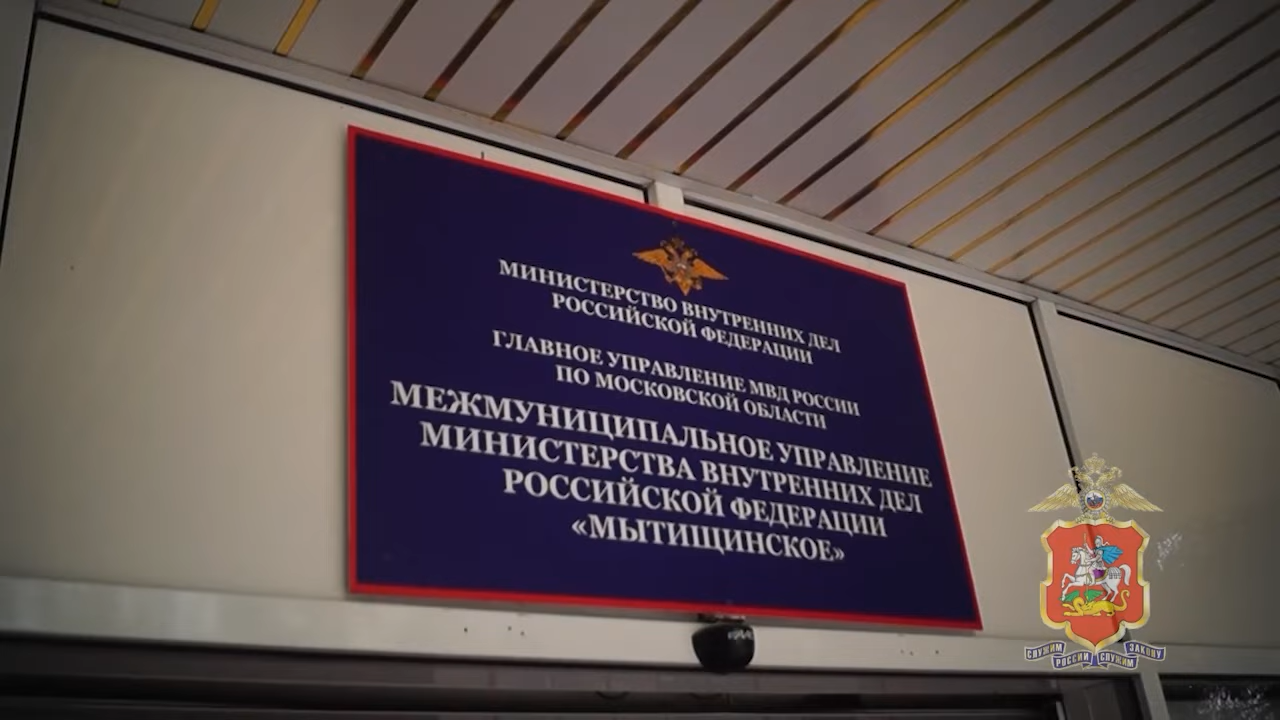 МИНИСТЕРСТВО ВНУТРЕННИХ ДЕЛ
РОССИЙСКОЙ ФЕДЕРАЦИИ
ГЛАВНОЕ УПРАВЛЕНИЕ МВД РОССИИ
ПО МОСКОВСКОЙ ОБЛАСТИ
МЕЖМУНИЦИПАЛЬНОЕ УПРАВЛЕНИЕ
МИНИСТЕРСТВА ВНУТРЕННИХ ДЕЛ
РОССИЙСКОЙ ФЕДЕРАЦИИ
«МЫТИЩИНСКОЕ»
СЛУЖИМ РОССИИ СЛУЖИМ ЗАКОНУ